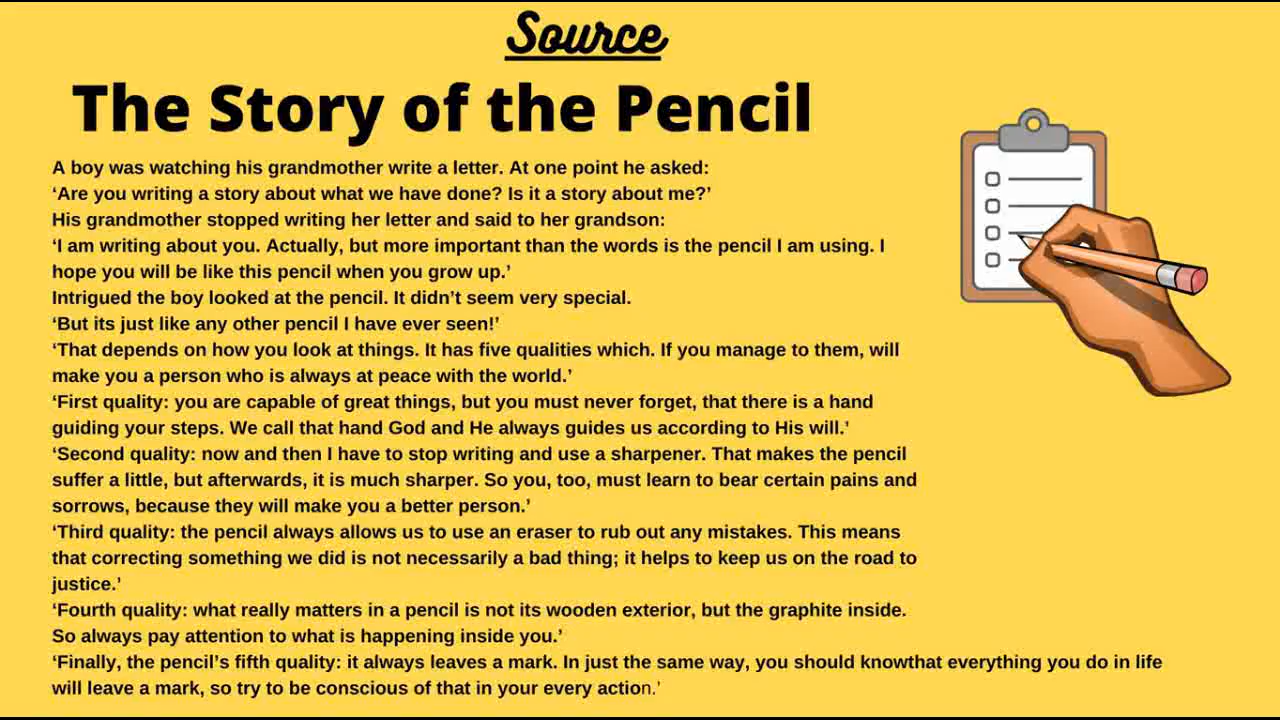 Source
The Story of the Pencil
A boy was watching his grandmother write a letter. At one point he asked:
‘Are you writing a story about what we have done? Is it a story about me?’
His grandmother stopped writing her letter and said to her grandson:
‘I am writing about you. Actually, but more important than the words is the pencil I am using. I
hope you will be like this pencil when you grow up.’
Intrigued the boy looked at the pencil. It didn’t seem very special.
‘But its just like any other pencil I have ever seen!’
‘That depends on how you look at things. It has five qualities which. If you manage to them, will
make you a person who is always at peace with the world.’
‘First quality: you are capable of great things, but you must never forget, that there is a hand
guiding your steps. We call that hand God and He always guides us according to His will.’
‘Second quality: now and then I have to stop writing and use a sharpener. That makes the pencil
suffer a little, but afterwards, it is much sharper. So you, too, must learn to bear certain pains and
sorrows, because they will make you a better person.’
‘Third quality: the pencil always allows us to use an eraser to rub out any mistakes. This means
that correcting something we did is not necessarily a bad thing; it helps to keep us on the road to
justice.’
‘Fourth quality: what really matters in a pencil is not its wooden exterior, but the graphite inside.
So always pay attention to what is happening inside you.’
‘Finally, the pencil’s fifth quality: it always leaves a mark. In just the same way, you should knowthat everything you do in life
will leave a mark, so try to be conscious of that in your every action.’